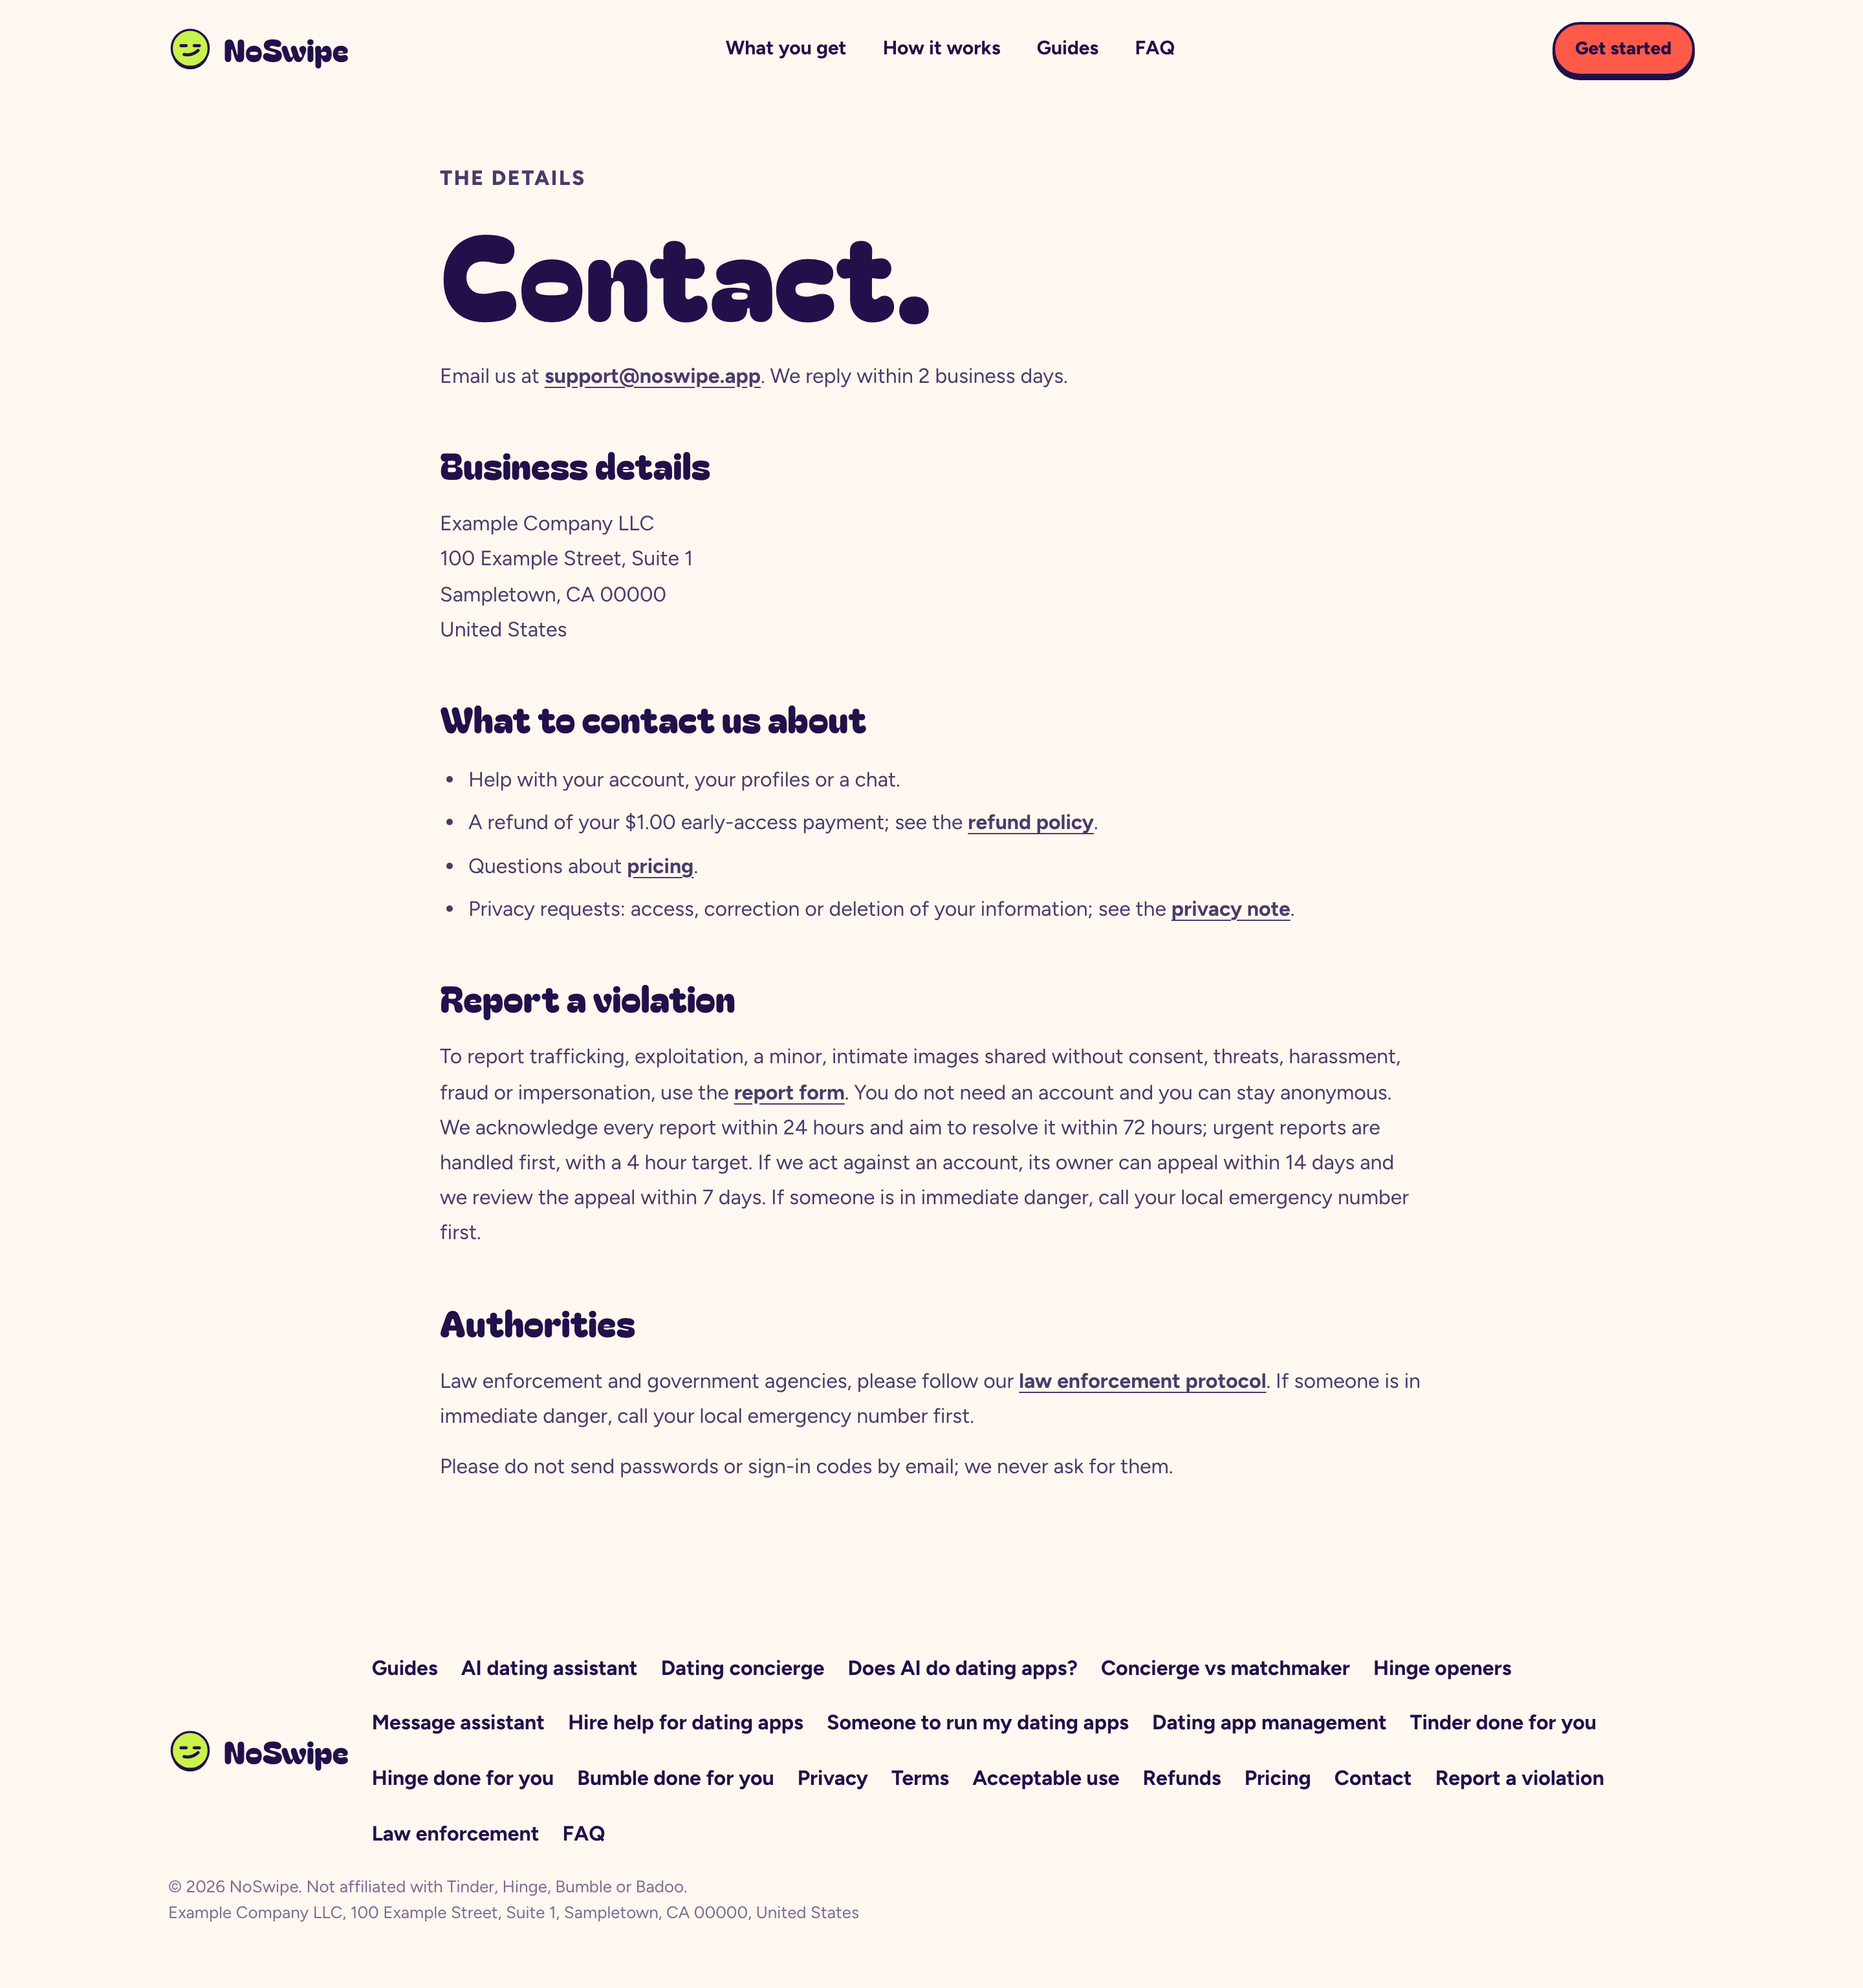 NoSwipe
What you get How it works Guides FAQ
Get started
THE DETAILS
Contact.
Email us at support@noswipe.app. We reply within 2 business days.
Business details
Example Company LLC
100 Example Street, Suite 1
Sampletown, CA 00000
United States
What to contact us about
• Help with your account, your profiles or a chat.
• A refund of your $1.00 early-access payment; see the refund policy.
• Questions about pricing.
• Privacy requests: access, correction or deletion of your information; see the privacy note.
Report a violation
To report trafficking, exploitation, a minor, intimate images shared without consent, threats, harassment,
fraud or impersonation, use the report form. You do not need an account and you can stay anonymous.
We acknowledge every report within 24 hours and aim to resolve it within 72 hours; urgent reports are
handled first, with a 4 hour target. If we act against an account, its owner can appeal within 14 days and
we review the appeal within 7 days. If someone is in immediate danger, call your local emergency number
first.
Authorities
Law enforcement and government agencies, please follow our law enforcement protocol. If someone is in
immediate danger, call your local emergency number first.
Please do not send passwords or sign-in codes by email; we never ask for them.
NoSwipe
Guides AI dating assistant Dating concierge Does AI do dating apps? Concierge vs matchmaker Hinge openers
Message assistant Hire help for dating apps Someone to run my dating apps Dating app management Tinder done for you
Hinge done for you Bumble done for you Privacy Terms Acceptable use Refunds Pricing Contact Report a violation
Law enforcement FAQ
© 2026 NoSwipe. Not affiliated with Tinder, Hinge, Bumble or Badoo.
Example Company LLC, 100 Example Street, Suite 1, Sampletown, CA 00000, United States